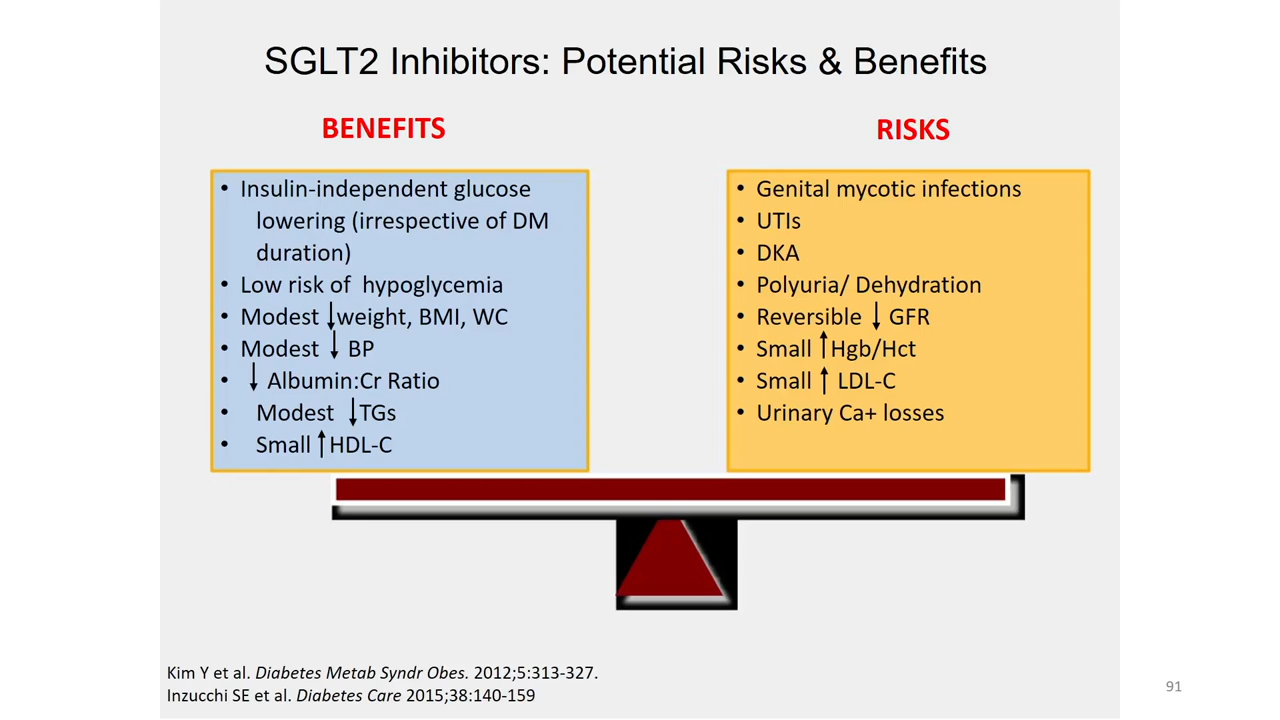 SGLT2 Inhibitors: Potential Risks & Benefits
BENEFITS
• Insulin-independent glucose
lowering (irrespective of DM
duration)
• Low risk of hypoglycemia
• Modest ↓weight, BMI, WC
• Modest ↓ BP
• ↓ Albumin:Cr Ratio
• Modest ↓TGs
• Small ↑HDL-C
RISKS
• Genital mycotic infections
• UTIs
• DKA
• Polyuria/ Dehydration
• Reversible ↓ GFR
• Small ↑Hgb/Hct
• Small ↑ LDL-C
• Urinary Ca+ losses
Kim Y et al. Diabetes Metab Syndr Obes. 2012;5:313-327.
Inzucchi SE et al. Diabetes Care 2015;38:140-159
91